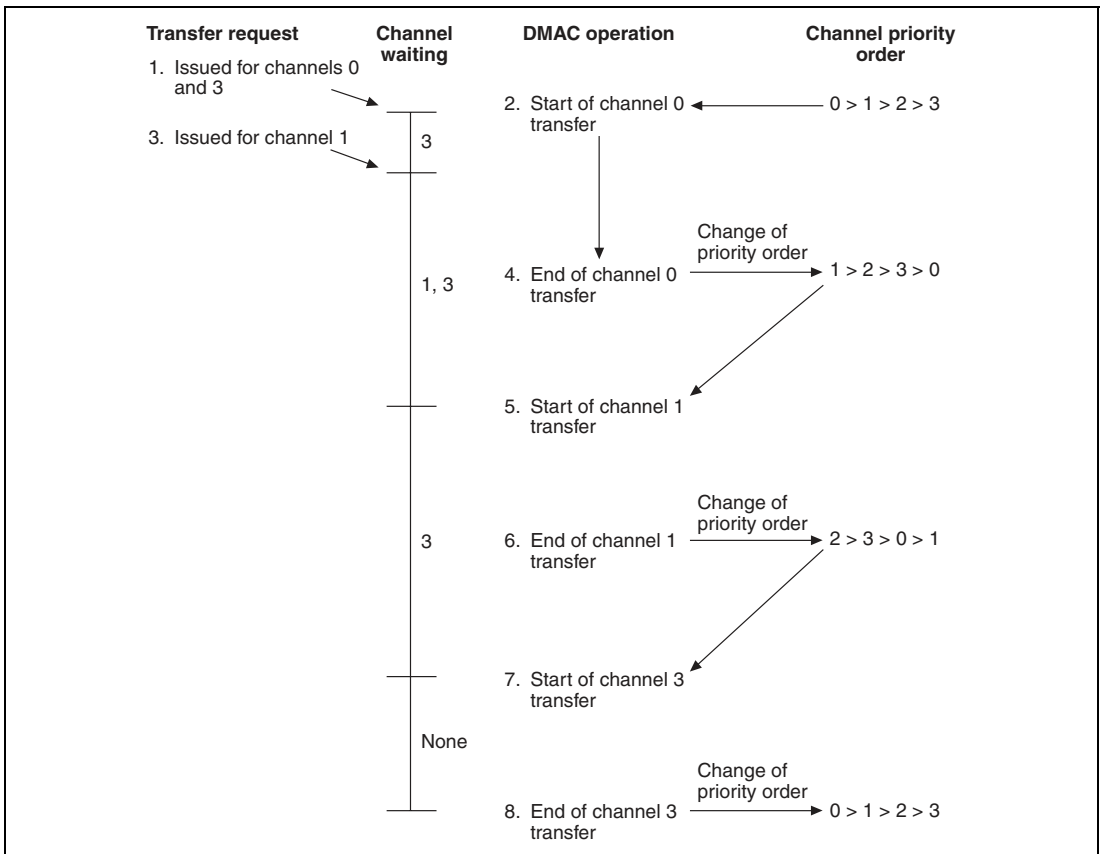 Transfer request
Channel
waiting
DMAC operation
Channel priority
order
1. Issued for channels 0
and 3
2. Start of channel 0
transfer
0 > 1 > 2 > 3
3. Issued for channel 1
3
1, 3
4. End of channel 0
transfer
Change of
priority order
1 > 2 > 3 > 0
5. Start of channel 1
transfer
3
6. End of channel 1
transfer
Change of
priority order
2 > 3 > 0 > 1
7. Start of channel 3
transfer
None
8. End of channel 3
transfer
Change of
priority order
0 > 1 > 2 > 3